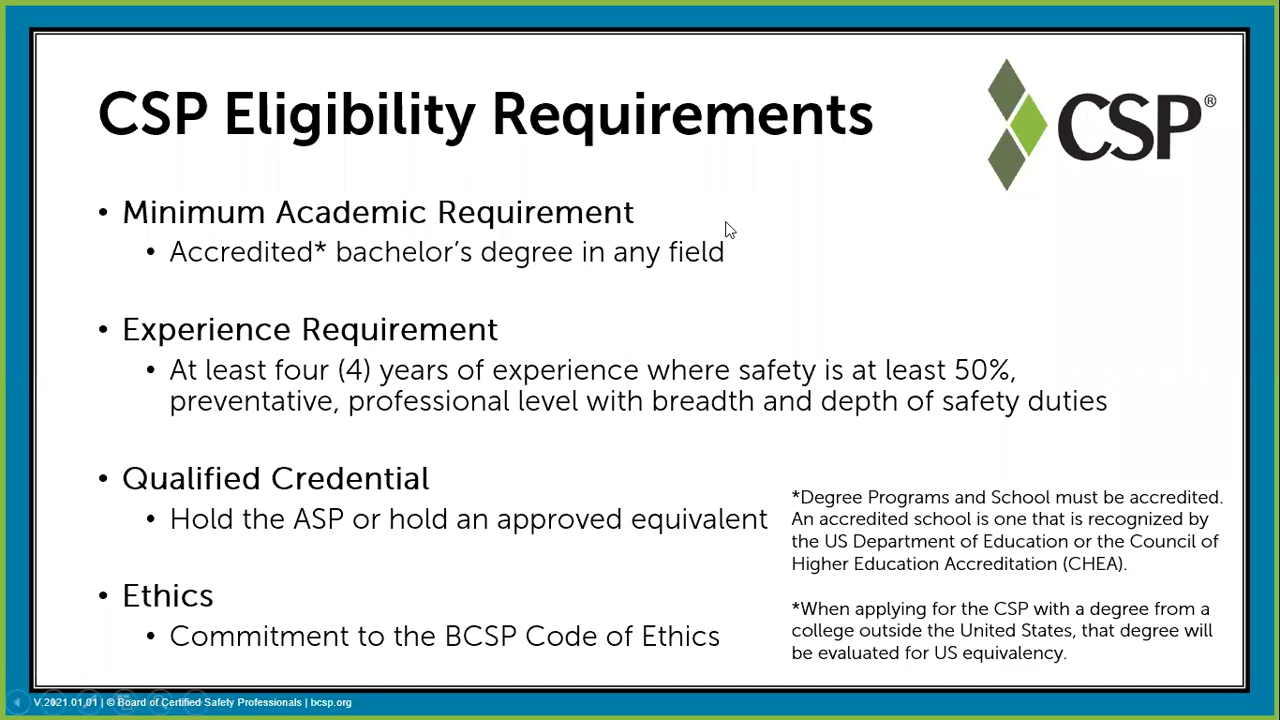 CSP Eligibility Requirements
CSP®
• Minimum Academic Requirement
• Accredited* bachelor’s degree in any field
• Experience Requirement
• At least four (4) years of experience where safety is at least 50%,
preventative, professional level with breadth and depth of safety duties
• Qualified Credential
• Hold the ASP or hold an approved equivalent
• Ethics
• Commitment to the BCSP Code of Ethics
*Degree Programs and School must be accredited.
An accredited school is one that is recognized by
the US Department of Education or the Council of
Higher Education Accreditation (CHEA).
*When applying for the CSP with a degree from a
college outside the United States, that degree will
be evaluated for US equivalency.
V.2021.01.01 | © Board of Certified Safety Professionals | bcsp.org